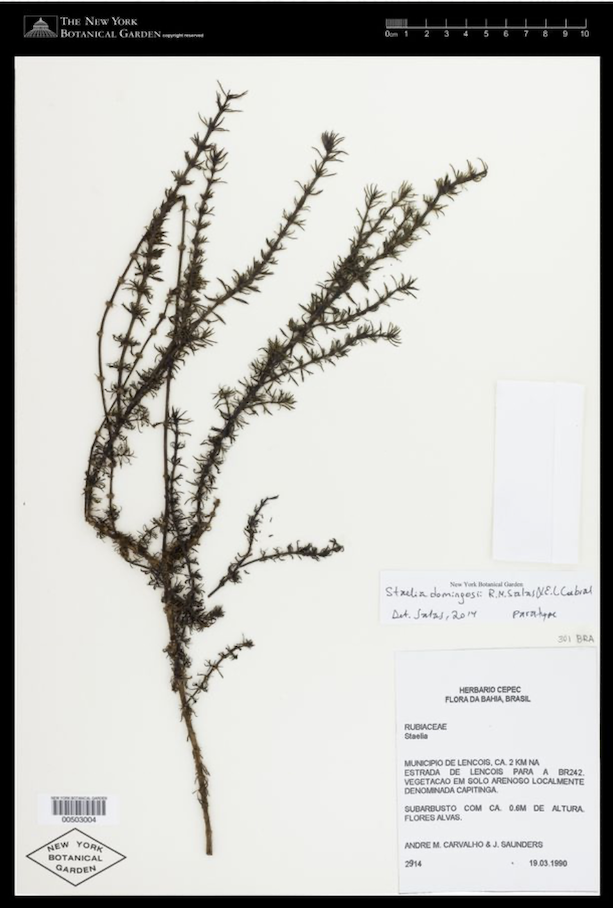 THE NEW YORK
BOTANICAL GARDEN copyright reserved
0cm 1 2 3 4 5 6 7 8 9 10
New York Botanical Garden
Staelia domingosii R.M. Salas & E.L. Cabral
Det. Salas, 2014 paratype
301 BRA
HERBARIO CEPEC
FLORA DA BAHIA, BRASIL
RUBIACEAE
Staelia
MUNICIPIO DE LENCOIS, CA. 2 KM NA
ESTRADA DE LENCOIS PARA A BR242.
VEGETACAO EM SOLO ARENOSO LOCALMENTE
DENOMINADA CAPITINGA.
SUBARBUSTO COM CA. 0.6M DE ALTURA.
FLORES ALVAS.
ANDRE M. CARVALHO & J. SAUNDERS
2914 19.03.1990
NEW YORK BOTANICAL GARDEN
00503004
NEW YORK
BOTANICAL
GARDEN